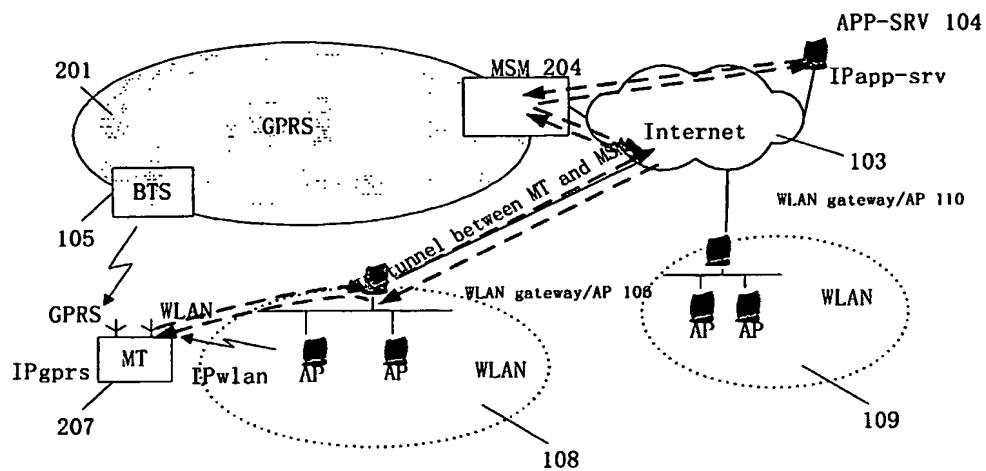 APP-SRV 104
201
MSM 204
IPapp-srv
GPRS
Internet
103
BTS
WLAN gateway/AP 110
105
tunnel between MT and MSM
GPRS
WLAN
WLAN gateway/AP 108
WLAN
AP
AP
MT
IPgprs
IPwlan
AP
AP
WLAN
207
109
108